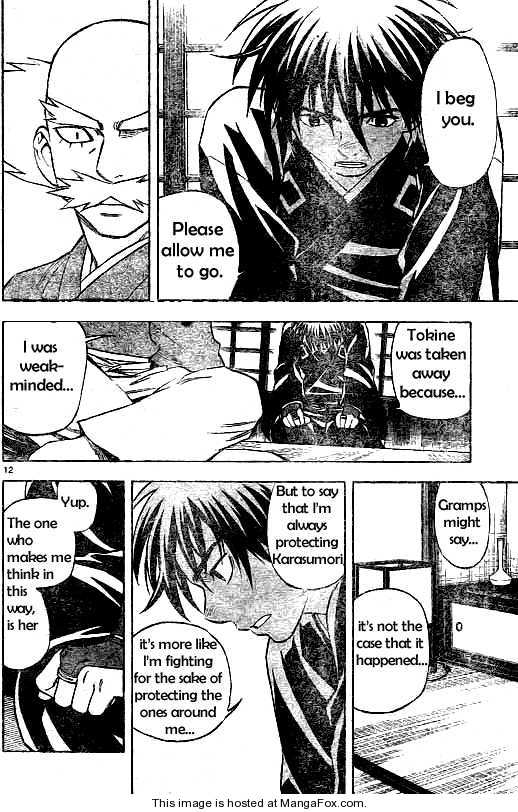 I beg
you.
Please
allow me
to go.
Tokine
was taken
away
because...
I was
weak-
minded...
12
Gramps
might
say...
it's not the
case that it
happened...
But to say
that I'm
always
protecting
Karasumori
it's more like
I'm fighting
for the sake of
protecting the
ones around
me...
Yup.
The one
who
makes me
think in
this
way,
is her
This image is hosted at MangaFox.com.